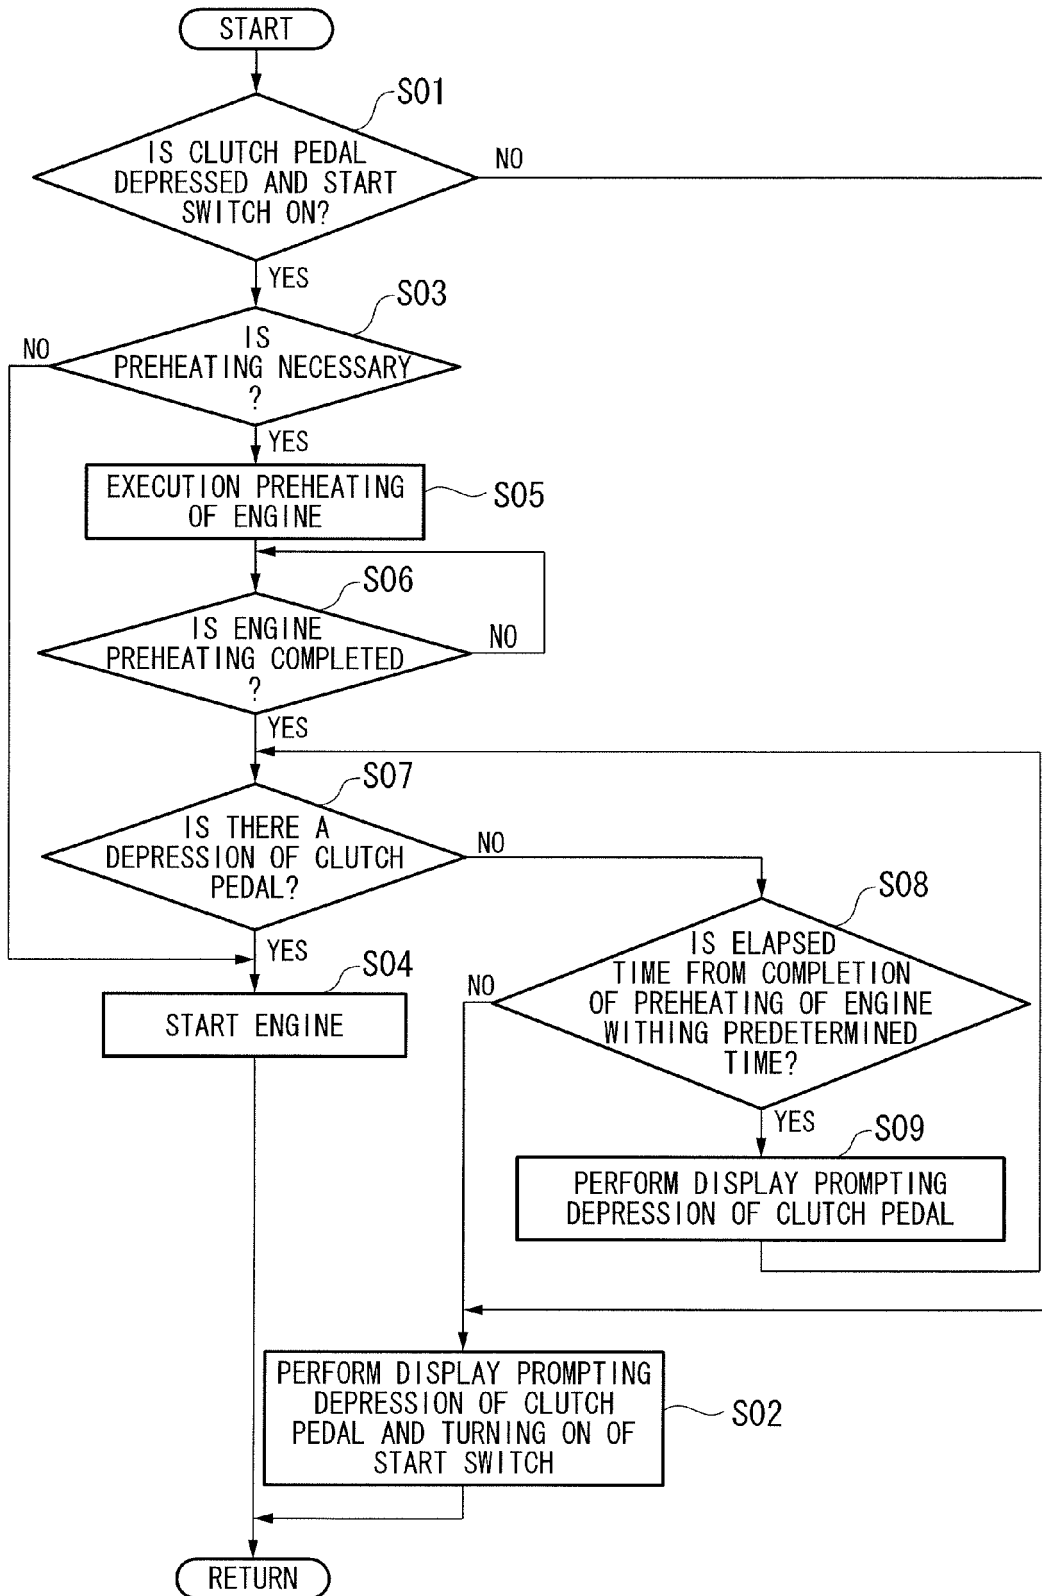 START
S01
IS CLUTCH PEDAL
DEPRESSED AND START
SWITCH ON?
NO
YES
S03
IS
PREHEATING NECESSARY
?
NO
YES
EXECUTION PREHEATING
OF ENGINE
S05
S06
IS ENGINE
PREHEATING COMPLETED
?
NO
YES
S07
IS THERE A
DEPRESSION OF CLUTCH
PEDAL?
NO
YES
S08
IS ELAPSED
TIME FROM COMPLETION
OF PREHEATING OF ENGINE
WITHING PREDETERMINED
TIME?
NO
YES
S04
START ENGINE
S09
PERFORM DISPLAY PROMPTING
DEPRESSION OF CLUTCH PEDAL
PERFORM DISPLAY PROMPTING
DEPRESSION OF CLUTCH
PEDAL AND TURNING ON OF
START SWITCH
S02
RETURN